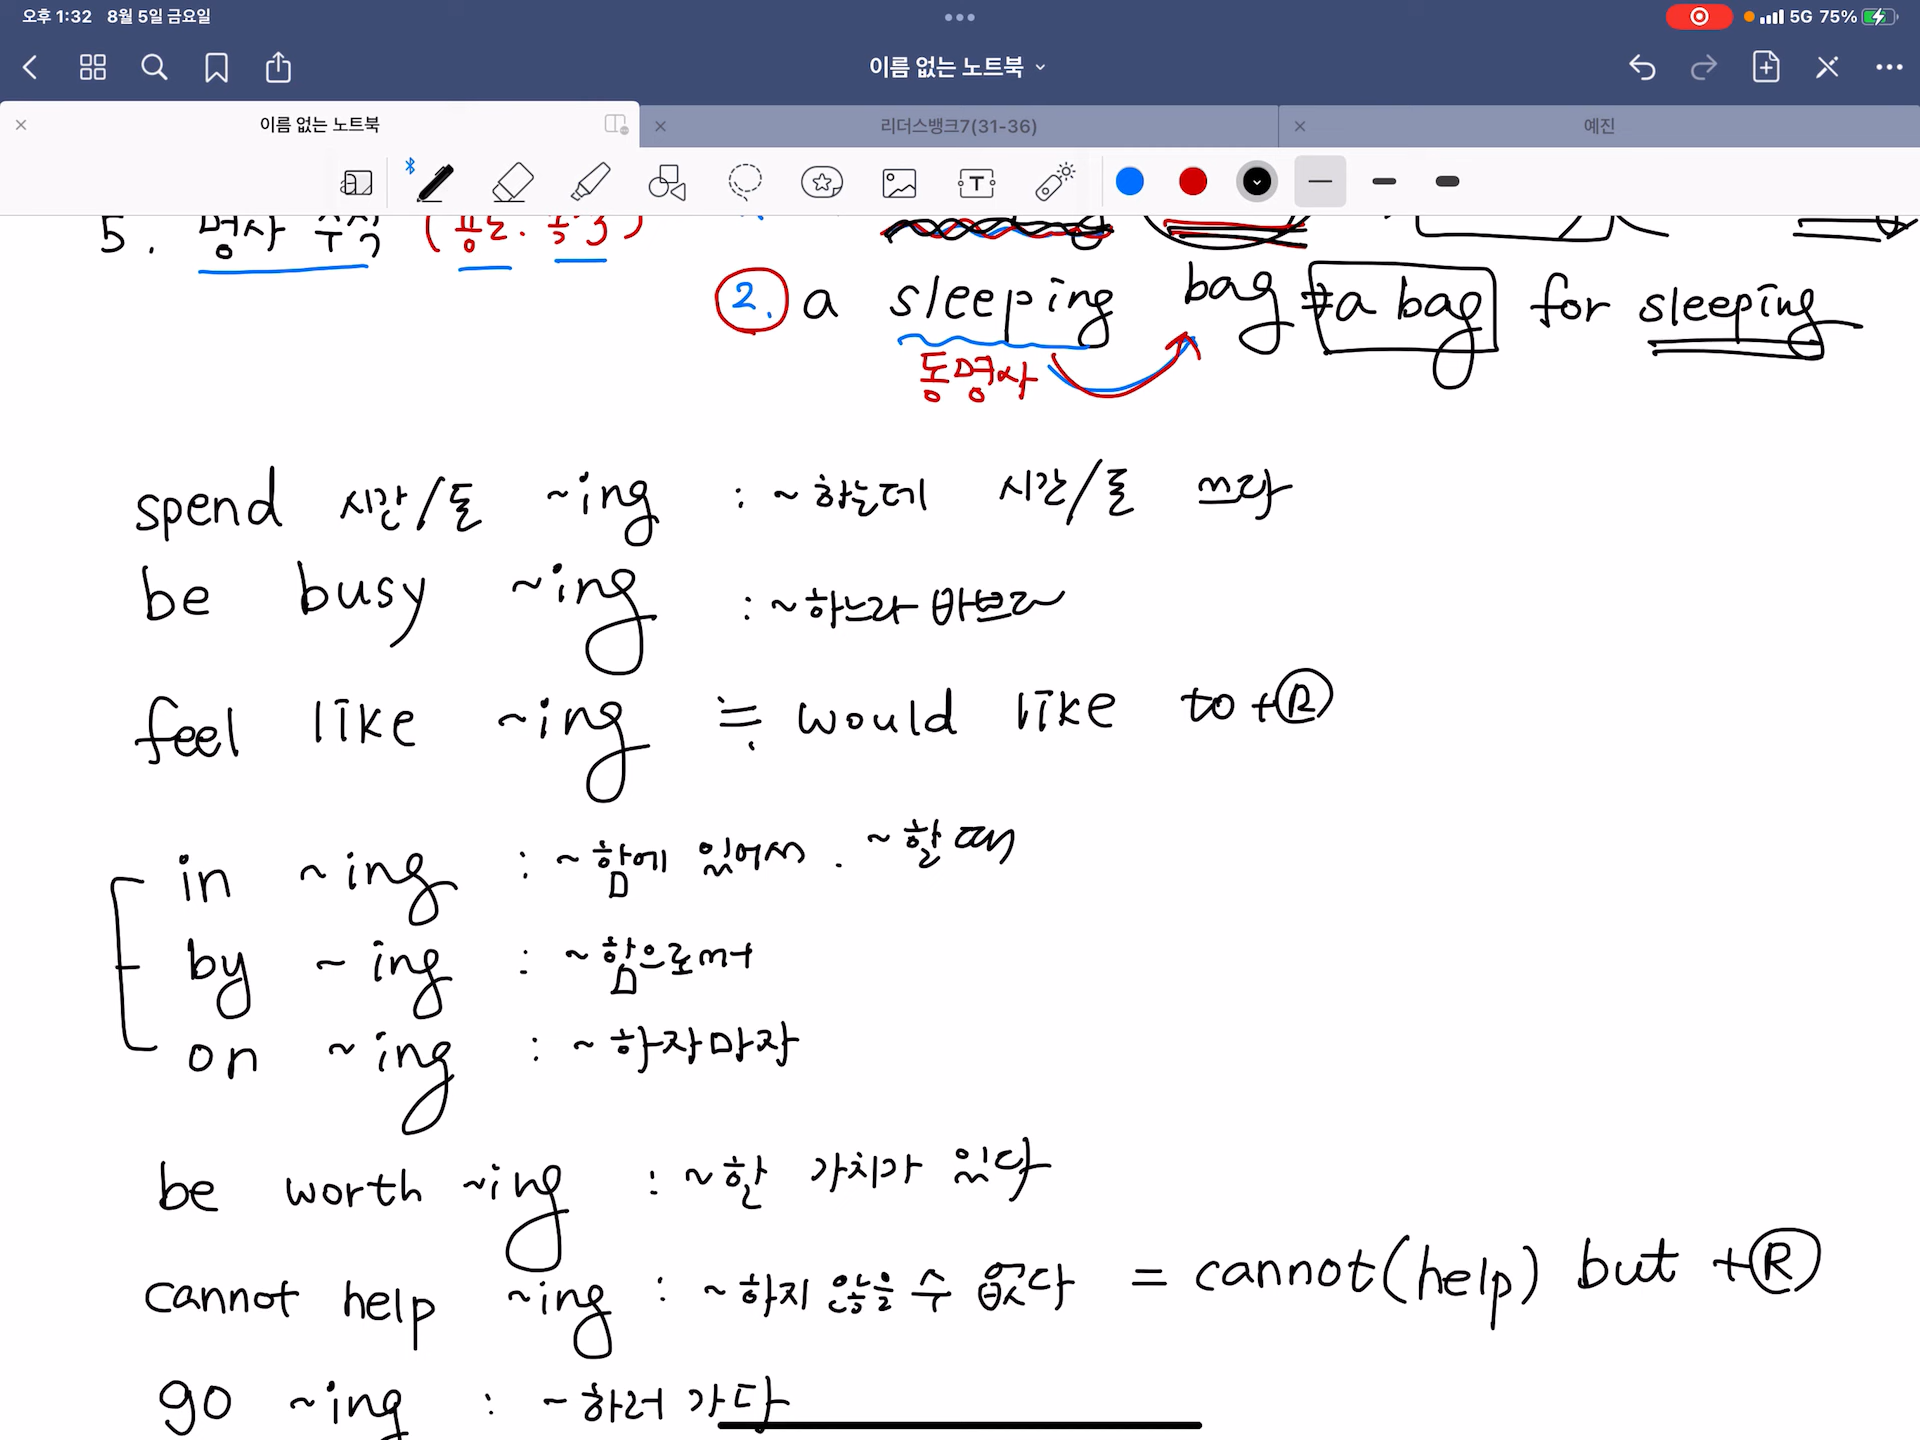 오후 1:32 8월 5일 금요일
5G 75%
이름 없는 노트북
이름 없는 노트북
리더스뱅크7(31-36)
예진
5. 명사 수식 (용도. 목적)
2. a sleeping bag ≠ a bag for sleeping
동명사
spend 시간/돈 ~ing : ~하는데 시간/돈 쓰다
be busy ~ing : ~하느라 바쁘다
feel like ~ing ≒ would like to +Ⓡ
in ~ing : ~함에 있어서. ~할 때
by ~ing : ~함으로써
on ~ing : ~하자마자
be worth ~ing : ~한 가치가 있다
cannot help ~ing : ~하지 않을 수 없다 = cannot(help) but +Ⓡ
go ~ing : ~하러 가다